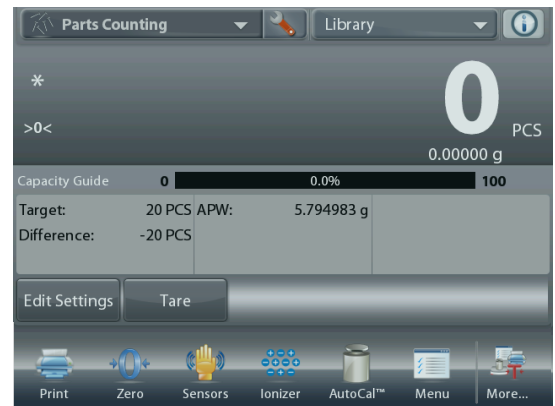 Parts Counting
Library
*
>0<
0 PCS
0.00000 g
Capacity Guide 0 0.0% 100
Target: 20 PCS APW: 5.794983 g
Difference: -20 PCS
Edit Settings Tare
→0←
Print Zero Sensors Ionizer AutoCal™ Menu More...